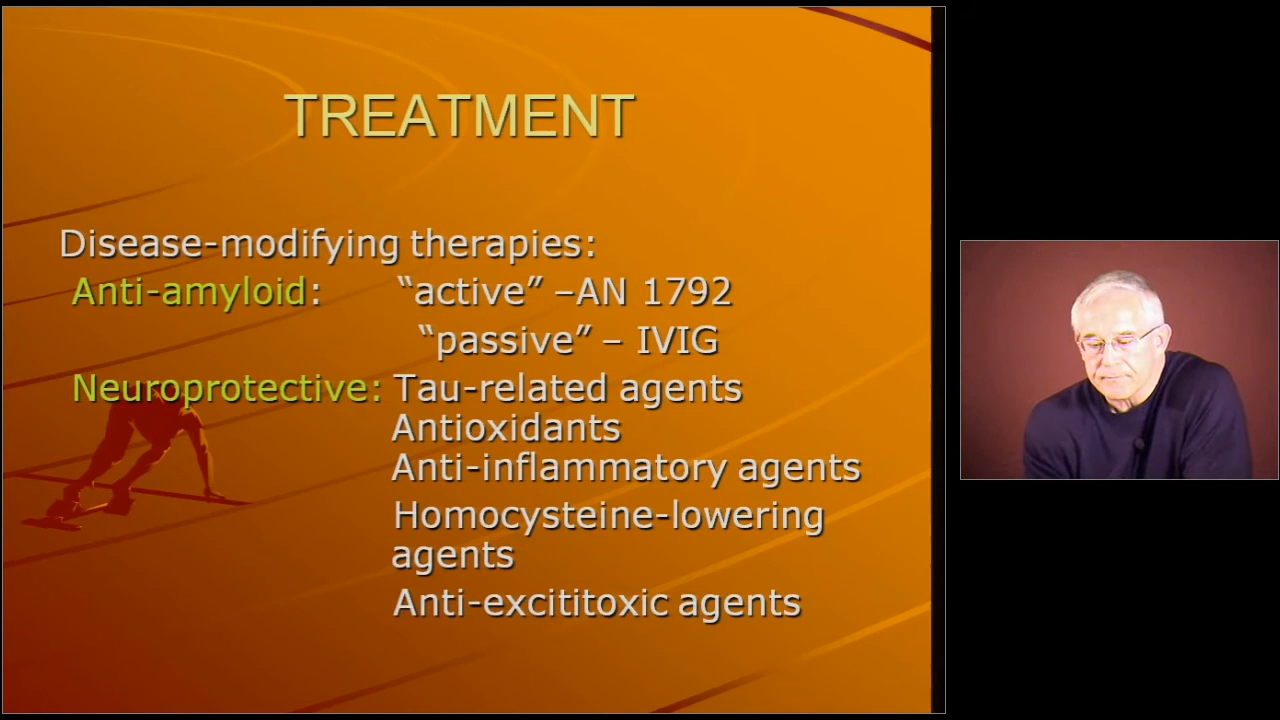 TREATMENT
Disease-modifying therapies:
Anti-amyloid: “active” –AN 1792
“passive” – IVIG
Neuroprotective: Tau-related agents
Antioxidants
Anti-inflammatory agents
Homocysteine-lowering
agents
Anti-excititoxic agents